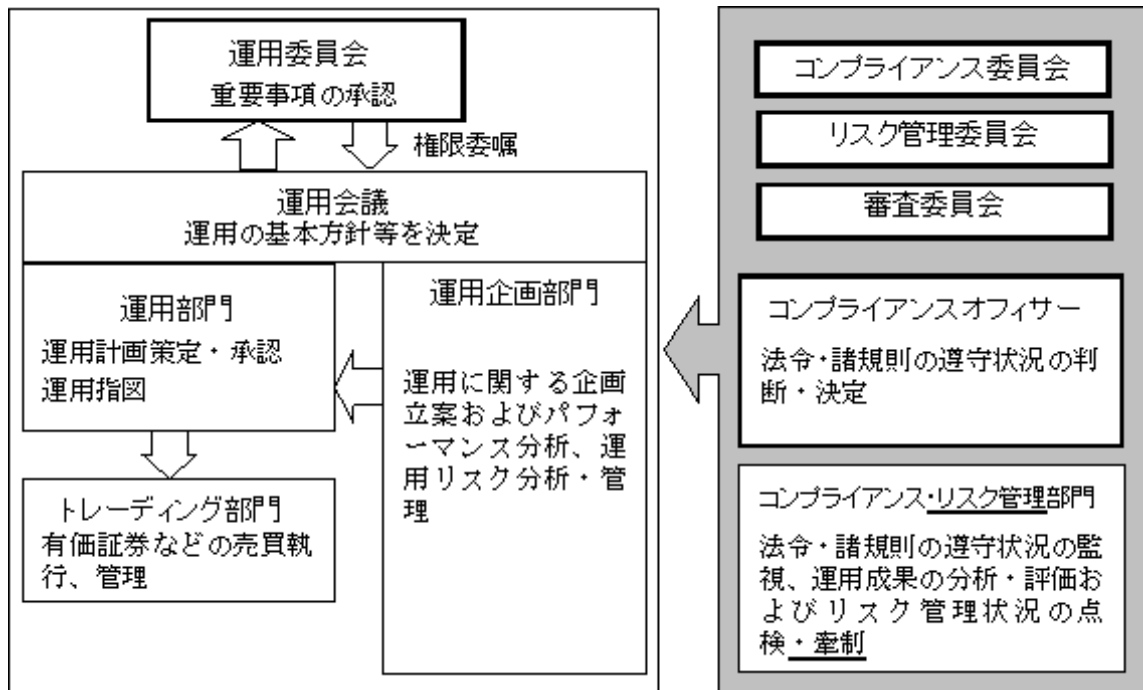 運用委員会
重要事項の承認
権限委嘱
運用会議
運用の基本方針等を決定
運用部門
運用計画策定・承認
運用指図
運用企画部門
運用に関する企画
立案およびパフォ
ーマンス分析、運
用リスク分析・管
理
トレーディング部門
有価証券などの売買執
行、管理
コンプライアンス委員会
リスク管理委員会
審査委員会
コンプライアンスオフィサー
法令・諸規則の遵守状況の判
断・決定
コンプライアンス・リスク管理部門
法令・諸規則の遵守状況の監
視、運用成果の分析・評価お
よびリスク管理状況の点
検・牽制